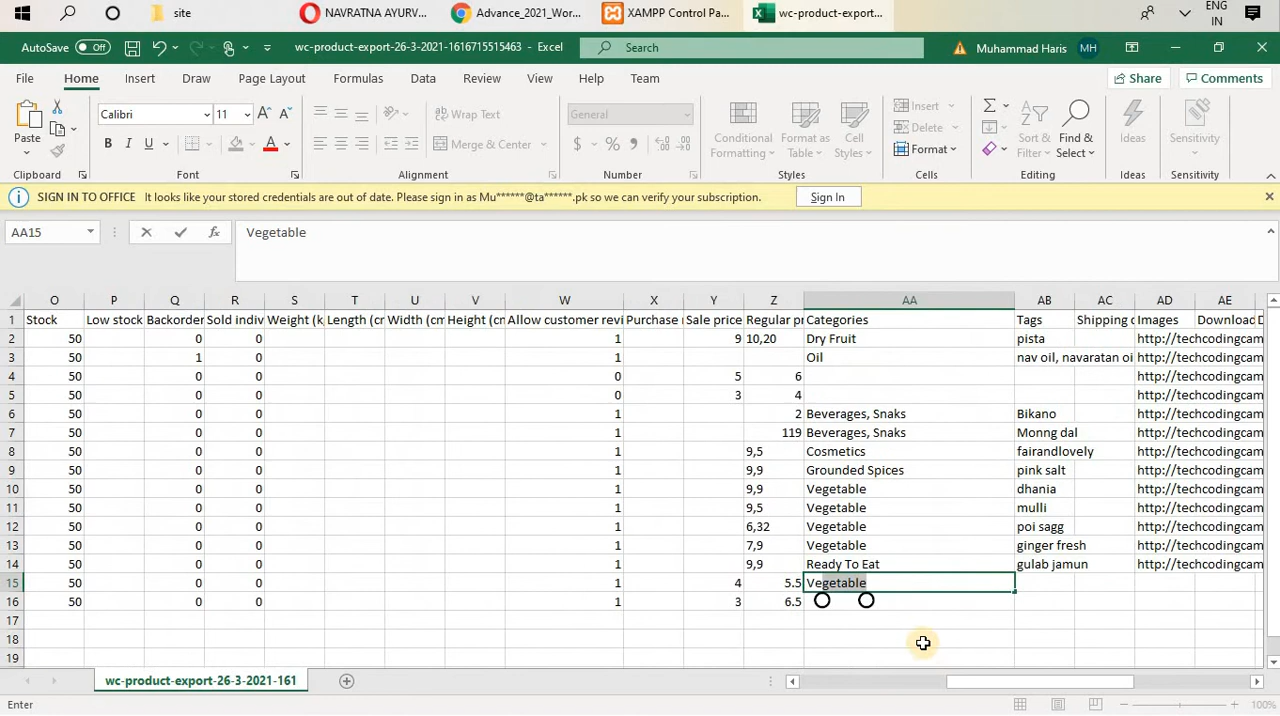 site NAVRATNA AYURV... Advance_2021_Wor... XAMPP Control Pa... wc-product-export... ENG
IN
AutoSave Off wc-product-export-26-3-2021-1616715515463 - Excel Search Muhammad Haris MH
File Home Insert Draw Page Layout Formulas Data Review View Help Team Share Comments
Paste Calibri 11 Wrap Text General Conditional Formatting Format as Table Cell Styles Insert Sort & Filter Find & Select Ideas Sensitivity
B I U Merge & Center Delete
Format
Clipboard Font Alignment Number Cells Editing Ideas Sensitivity
SIGN IN TO OFFICE It looks like your stored credentials are out of date. Please sign in as Mu******@ta******.pk so we can verify your subscription. Sign In
AA15 fx Vegetable
O P Q R S T U V W X Y Z AA AB AC AD AE
1 Stock Low stock Backorder Sold indiv Weight (k Length (cm Width (cm Height (cm Allow customer revi Purchase Sale price Regular pr Categories Tags Shipping c Images Download D
2 50 0 0 1 9 10,20 Dry Fruit pista http://techcodingcam
3 50 1 0 1 Oil nav oil, navaratan oi http://techcodingcam
4 50 0 0 0 5 6 http://techcodingcam
5 50 0 0 0 3 4 http://techcodingcam
6 50 0 0 1 2 Beverages, Snaks Bikano http://techcodingcam
7 50 0 0 1 119 Beverages, Snaks Monng dal http://techcodingcam
8 50 0 0 1 9,5 Cosmetics fairandlovely http://techcodingcam
9 50 0 0 1 9,9 Grounded Spices pink salt http://techcodingcam
10 50 0 0 1 9,9 Vegetable dhania http://techcodingcam
11 50 0 0 1 9,5 Vegetable mulli http://techcodingcam
12 50 0 0 1 6,32 Vegetable poi sagg http://techcodingcam
13 50 0 0 1 7,9 Vegetable ginger fresh http://techcodingcam
14 50 0 0 1 9,9 Ready To Eat gulab jamun http://techcodingcam
15 50 0 0 1 4 5.5 Vegetable
16 50 0 0 1 3 6.5
17
18
19
wc-product-export-26-3-2021-161
Enter 100%